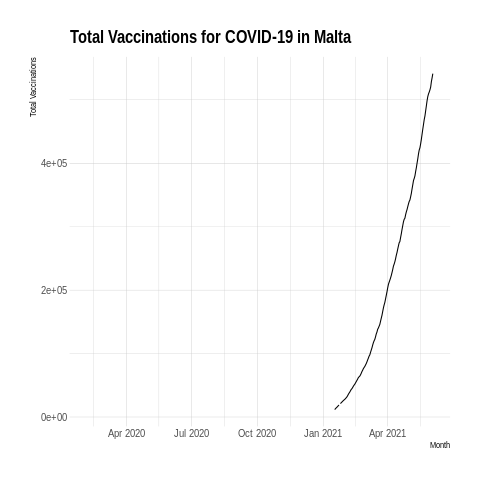 Total Vaccinations for COVID-19 in Malta
Total Vaccinations
4e+05
2e+05
0e+00
Apr 2020 Jul 2020 Oct 2020 Jan 2021 Apr 2021
Month